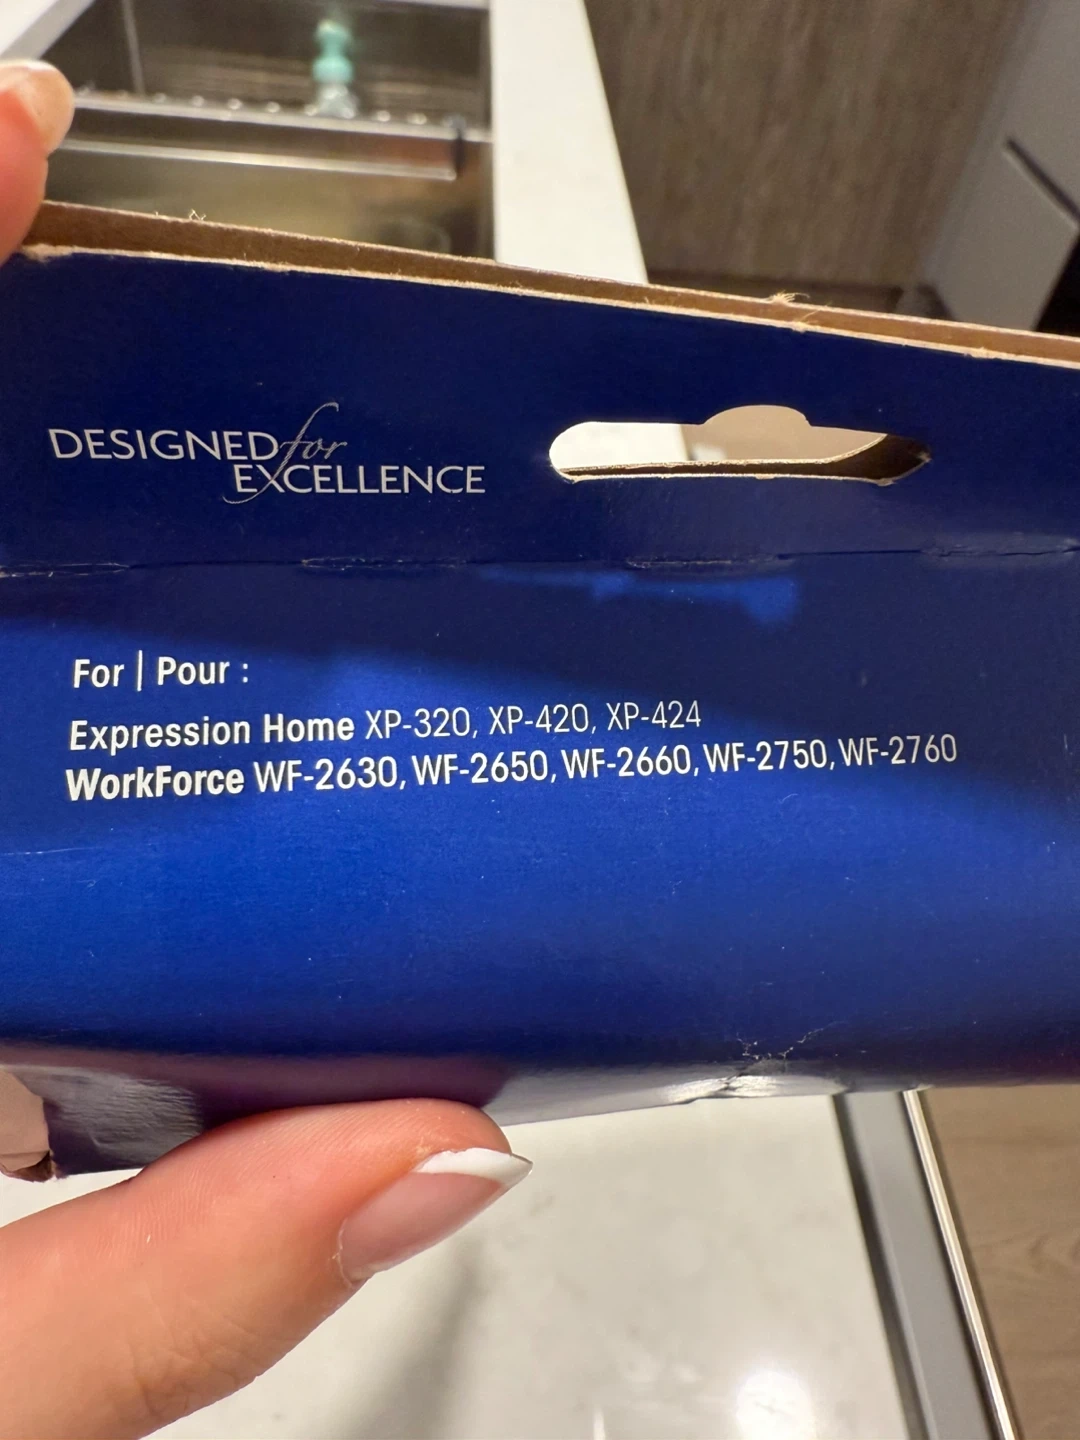 DESIGNED for
EXCELLENCE
For | Pour :
Expression Home XP-320, XP-420, XP-424
WorkForce WF-2630, WF-2650, WF-2660, WF-2750, WF-2760